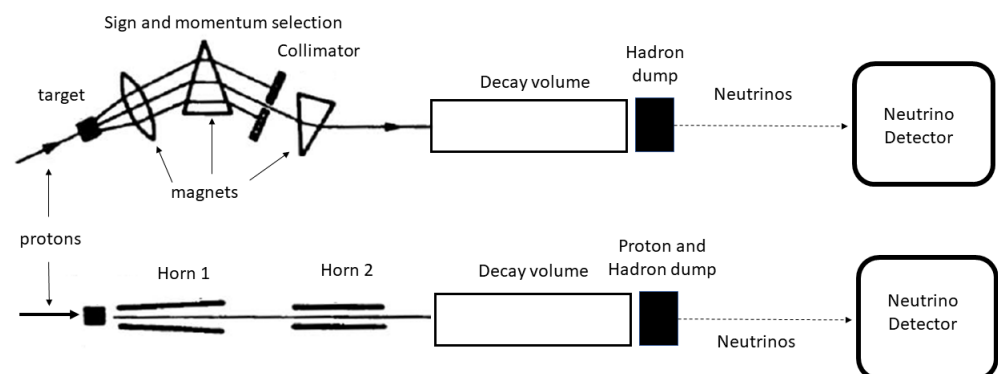 Sign and momentum selection
Collimator
target
Hadron
dump
Decay volume
Neutrinos
Neutrino
Detector
magnets
protons
Horn 1
Horn 2
Decay volume
Proton and
Hadron dump
Neutrino
Detector
Neutrinos